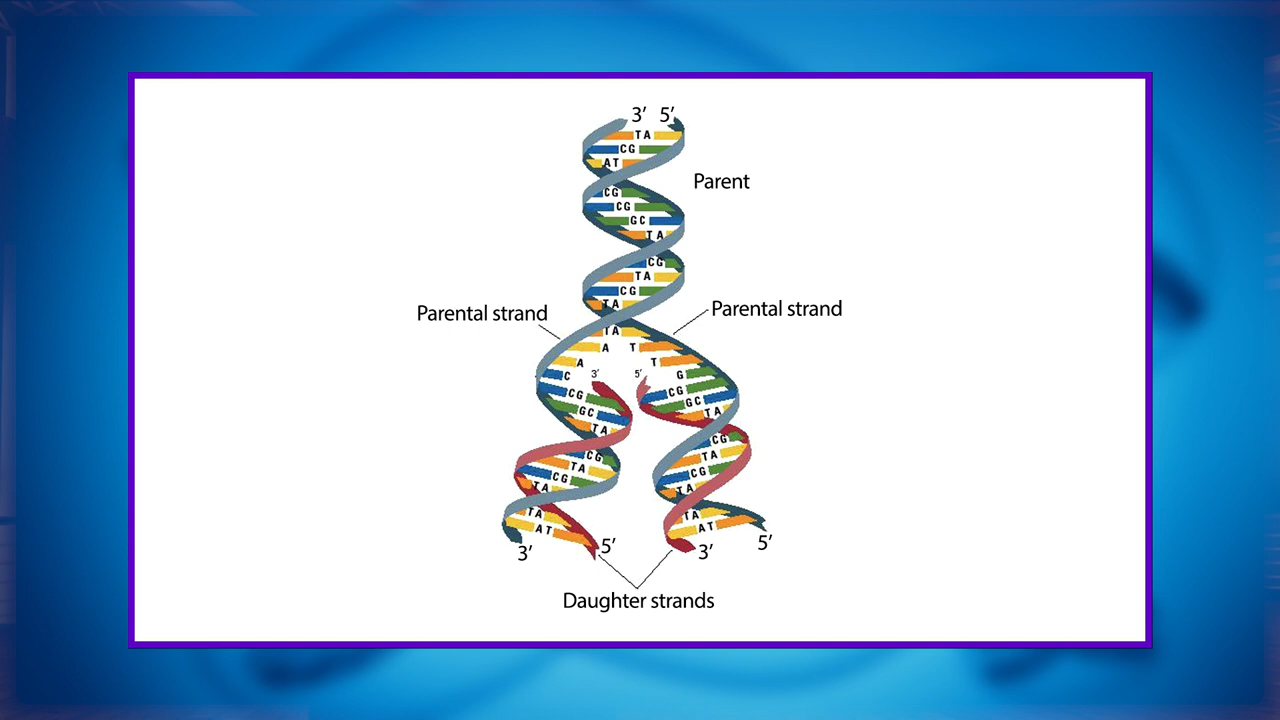 3′ 5′
TA
CG
AT
Parent
CG
CG
GC
TA
CG
TA
CG
TA
Parental strand
Parental strand
TA
A T
A T
C 3′ 5′ G
CG CG
GC GC
TA TA
CG CG
TA TA
CG CG
TA TA
TA TA
AT AT
3′ 5′ 3′ 5′
Daughter strands